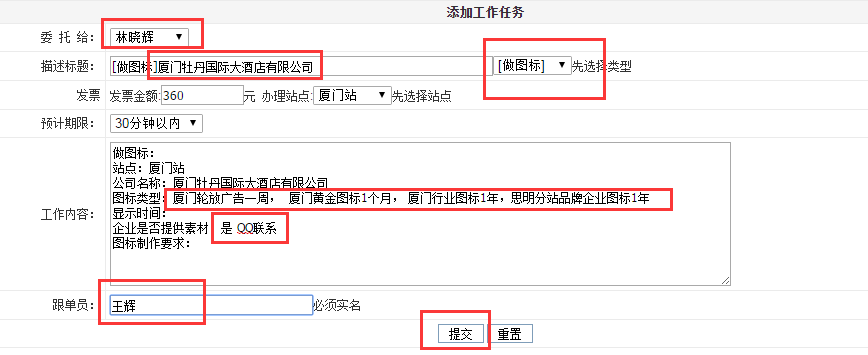 添加工作任务
委 托 给： 林晓辉
描述标题： [做图标]厦门牡丹国际大酒店有限公司 [做图标] 先选择类型
发票 发票金额:360元 办理站点:厦门站 先选择站点
预计期限： 30分钟以内
工作内容：
做图标：
站点：厦门站
公司名称：厦门牡丹国际大酒店有限公司
图标类型：厦门轮放广告一周， 厦门黄金图标1个月，厦门行业图标1年，思明分站品牌企业图标1年
显示时间：
企业是否提供素材 是 QQ联系
图标制作要求：
跟单员： 王辉 必须实名
提交 重置